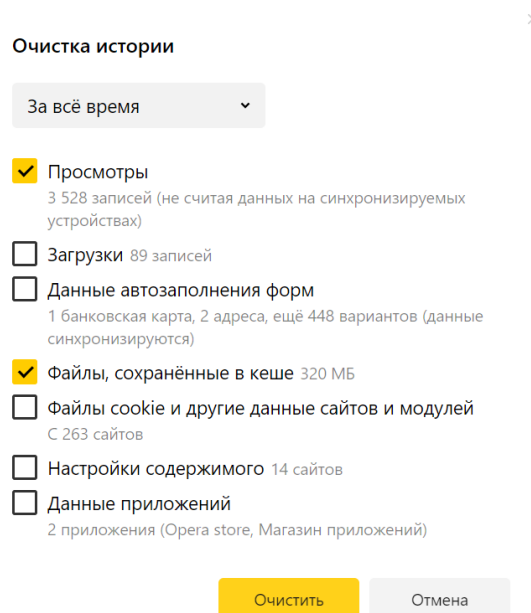 Очистка истории
За всё время
Просмотры
3 528 записей (не считая данных на синхронизируемых
устройствах)
Загрузки 89 записей
Данные автозаполнения форм
1 банковская карта, 2 адреса, ещё 448 вариантов (данные
синхронизируются)
Файлы, сохранённые в кеше 320 МБ
Файлы cookie и другие данные сайтов и модулей
С 263 сайтов
Настройки содержимого 14 сайтов
Данные приложений
2 приложения (Opera store, Магазин приложений)
Очистить Отмена